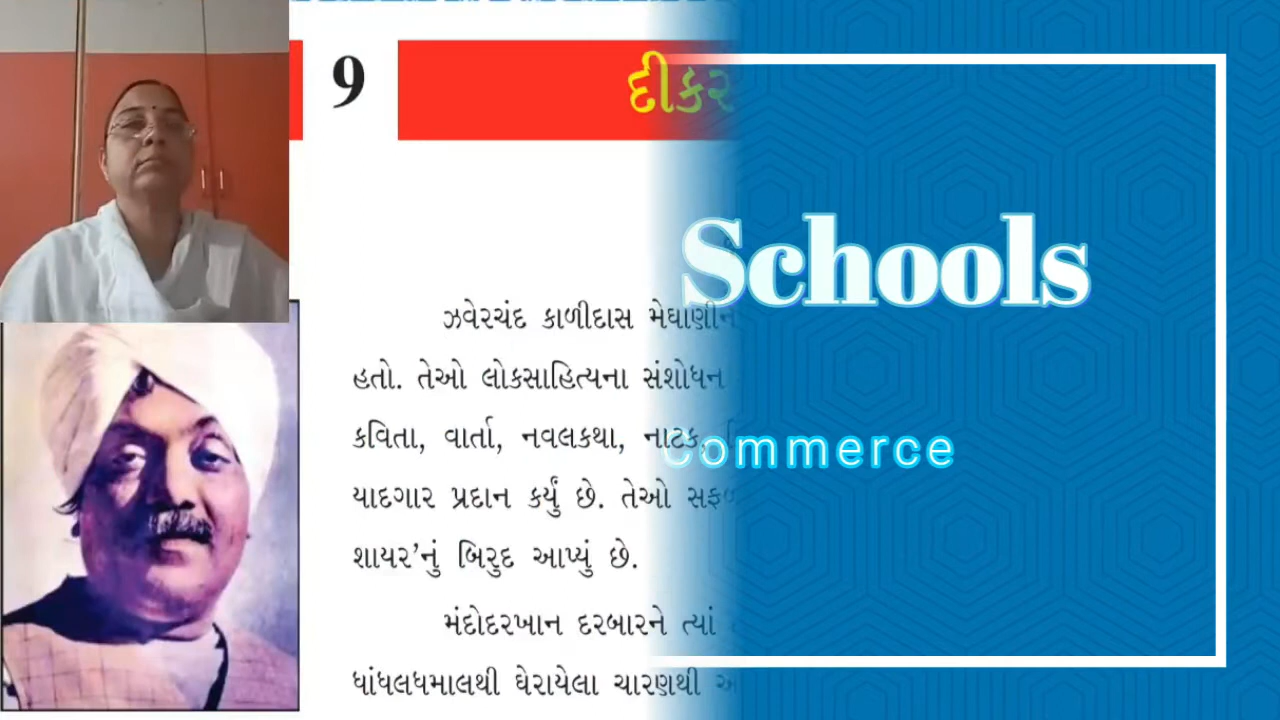 9
Schools
ઝવેરચંદ કાળીદાસ
હતો. તેઓ લોકસાહિત્યના સંશોધન
કવિતા, વાર્તા, નવલકથા, નાટક,
Commerce
યાદગાર પ્રદાન કર્યું છે. તેઓ
શાયર’નું બિરુદ આપ્યું છે.
મંદોદરખાન દરબારને ત્યાં
ધાંધલધમાલથી ઘેરાયેલા ચારણથી